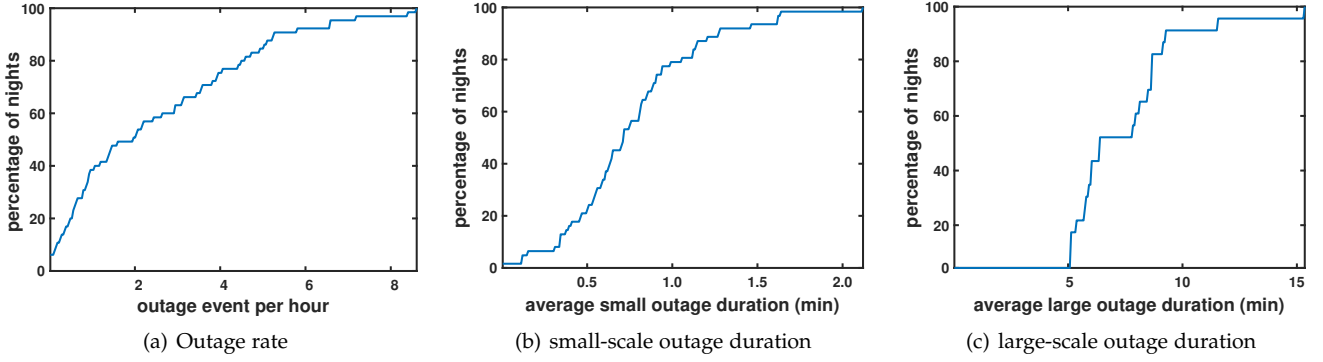 100
80
60
40
20
0
percentage of nights
2 4 6 8
outage event per hour
(a) Outage rate
100
80
60
40
20
0
percentage of nights
0.5 1.0 1.5 2.0
average small outage duration (min)
(b) small-scale outage duration
100
80
60
40
20
0
percentage of nights
5 10 15
average large outage duration (min)
(c) large-scale outage duration